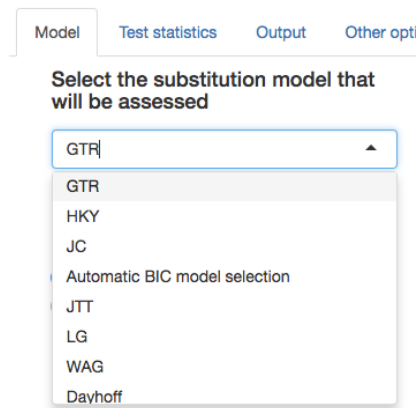 Model Test statistics Output Other opti
Select the substitution model that
will be assessed
GTR
GTR
HKY
JC
Automatic BIC model selection
JTT
LG
WAG
Dayhoff